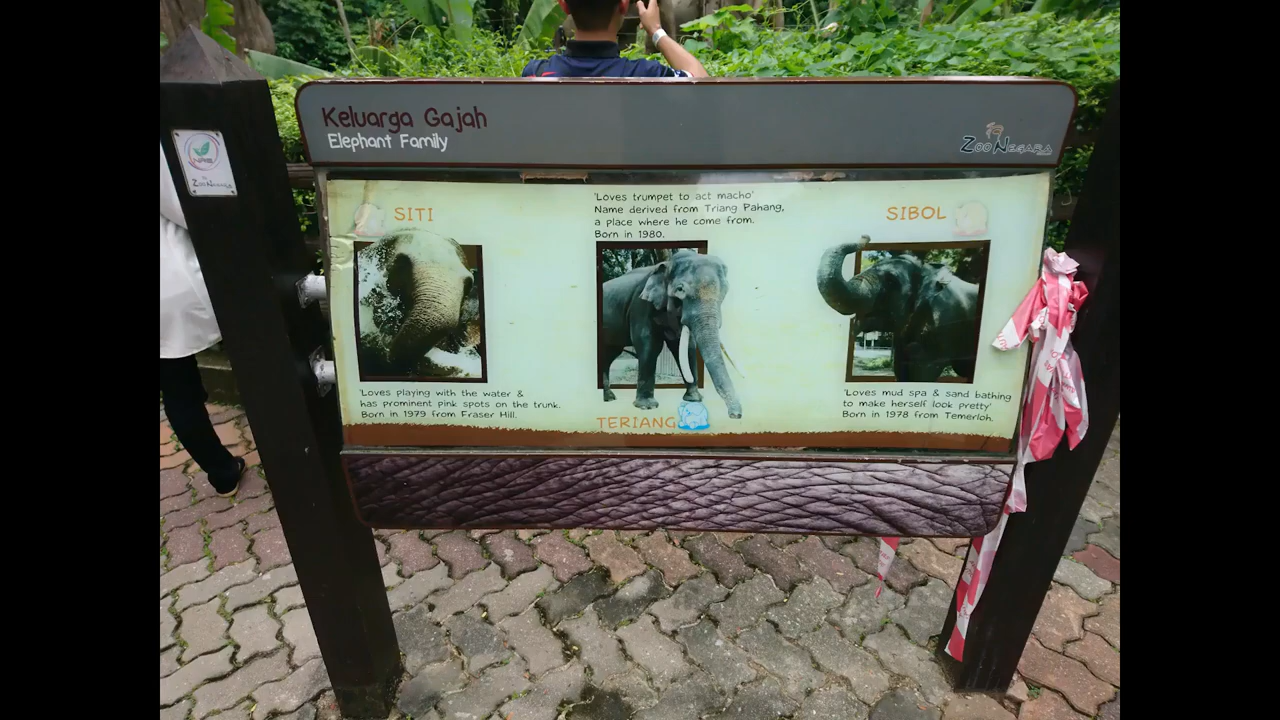 Keluarga Gajah
Elephant Family
ZOO NEGARA
ZOO NEGARA
SITI
'Loves playing with the water &
has prominent pink spots on the trunk.
Born in 1979 from Fraser Hill.
'Loves trumpet to act macho'
Name derived from Triang Pahang,
a place where he come from.
Born in 1980.
TERIANG
SIBOL
'Loves mud spa & sand bathing
to make herself look pretty'
Born in 1978 from Temerloh.